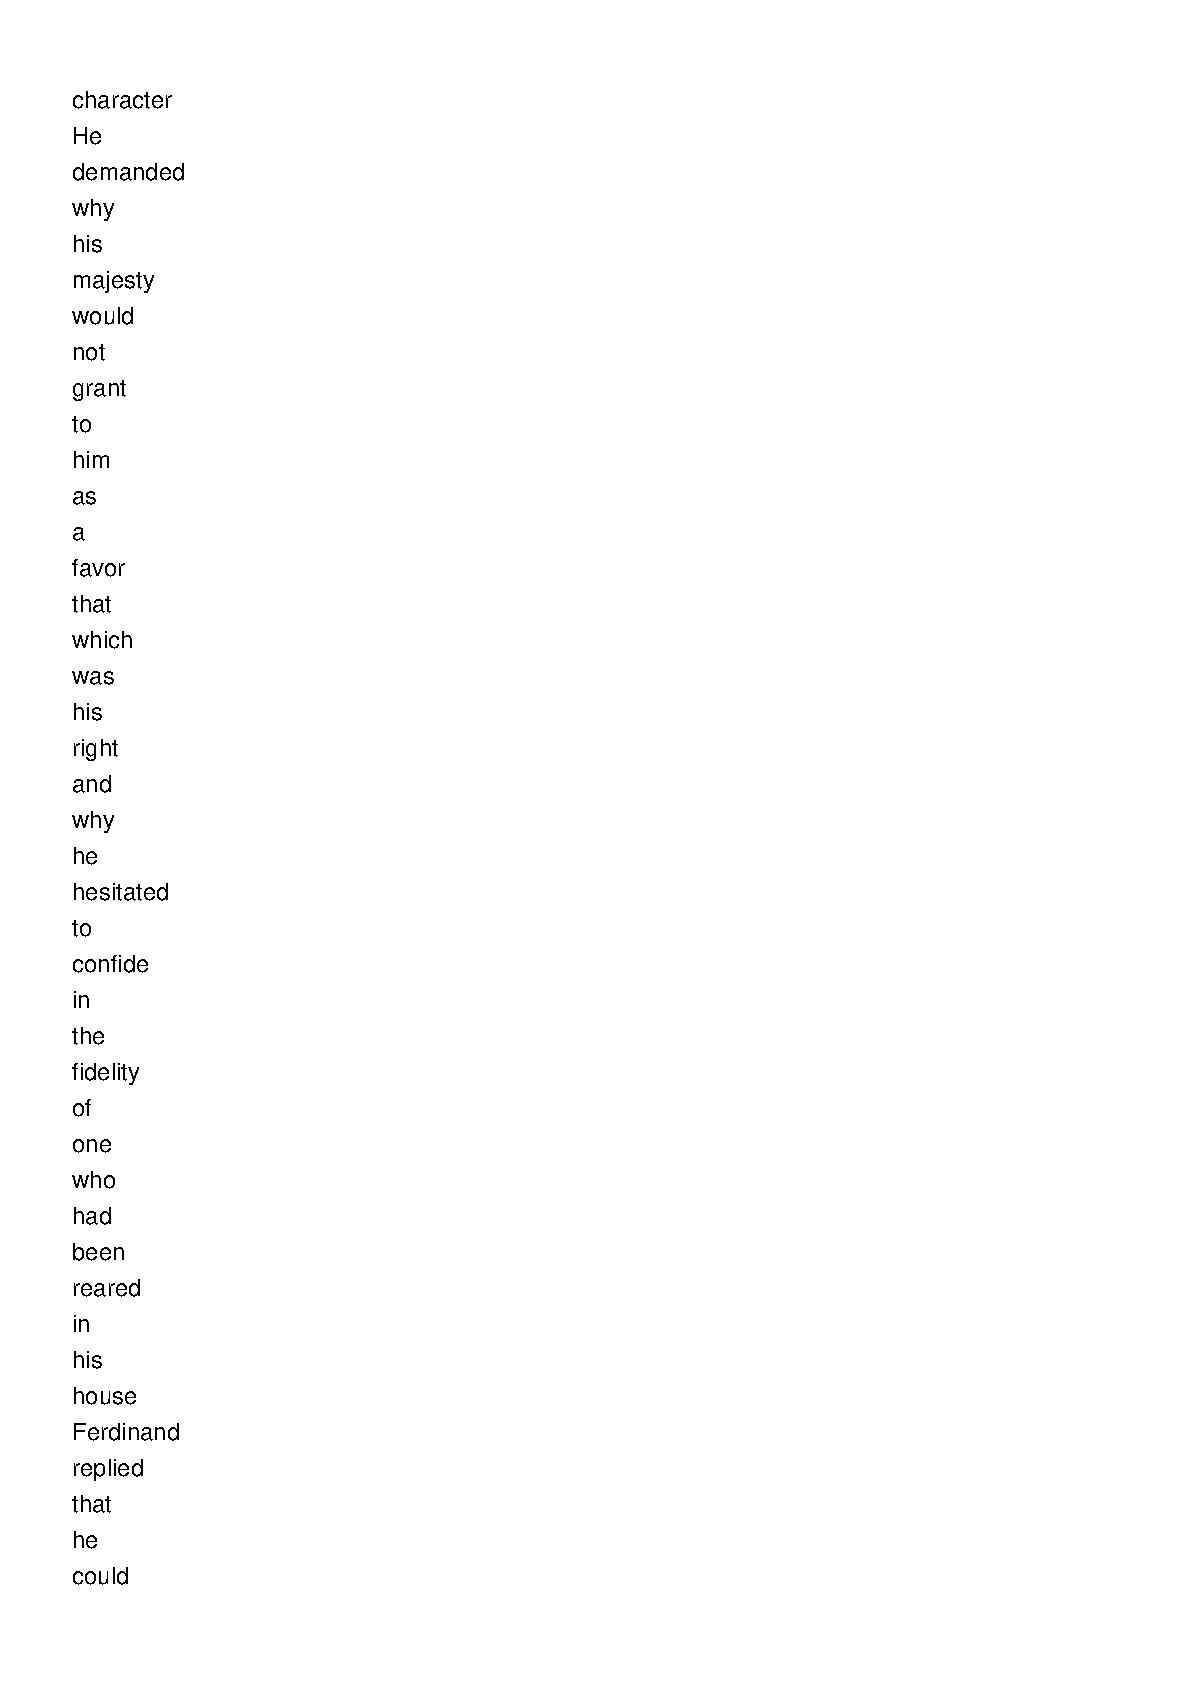 character
He
demanded
why
his
majesty
would
not
grant
to
him
as
a
favor
that
which
was
his
right
and
why
he
hesitated
to
confide
in
the
fidelity
of
one
who
had
been
reared
in
his
house
Ferdinand
replied
that
he
could